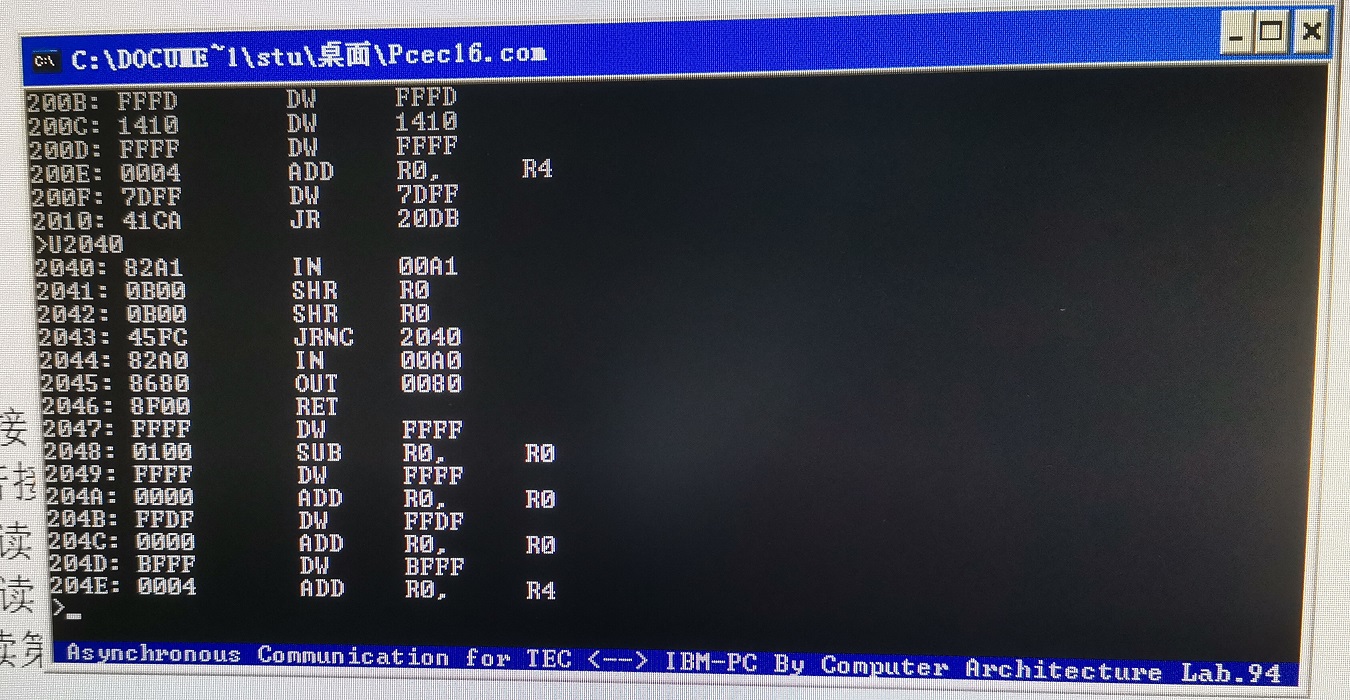 C:\DOCUME~1\stu\桌面\Pcec16.com
200B: FFFD DW FFFD
200C: 1410 DW 1410
200D: FFFF DW FFFF
200E: 0004 ADD R0, R4
200F: 7DFF DW 7DFF
2010: 41CA JR 20DB
>U2040
2040: 82A1 IN 00A1
2041: 0B00 SHR R0
2042: 0B00 SHR R0
2043: 45FC JRNC 2040
2044: 82A0 IN 00A0
2045: 8680 OUT 0080
2046: 8F00 RET
2047: FFFF DW FFFF
2048: 0100 SUB R0, R0
2049: FFFF DW FFFF
204A: 0000 ADD R0, R0
204B: FFDF DW FFDF
204C: 0000 ADD R0, R0
204D: BFFF DW BFFF
204E: 0004 ADD R0, R4
>_
Asynchronous Communication for TEC <--> IBM-PC By Computer Architecture Lab.94
接
读
读
读第